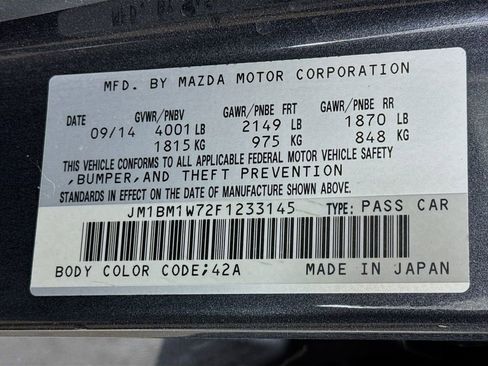 MFD. BY MAZDA MOTOR CORPORATION
DATE GVWR/PNBV GAWR/PNBE FRT GAWR/PNBE RR
09/14 4001 LB 2149 LB 1870 LB
1815 KG 975 KG 848 KG
THIS VEHICLE CONFORMS TO ALL APPLICABLE FEDERAL MOTOR VEHICLE SAFETY
,BUMPER,AND THEFT PREVENTION
STANDARDS IN EFFECT ON THE DATE OF MANUFACTURE SHOWN ABOVE.
JM1BM1W72F1233145 TYPE: PASS CAR
BODY COLOR CODE;42A MADE IN JAPAN